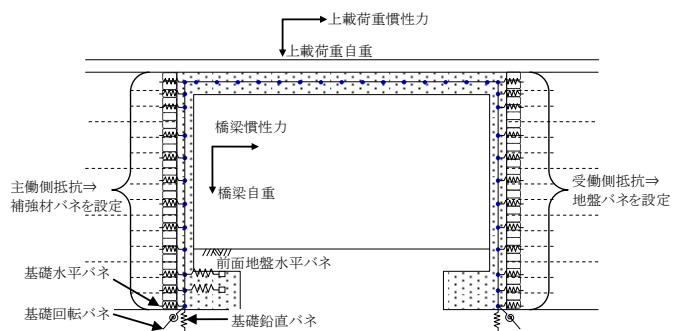 上載荷重慣性力
上載荷重自重
橋梁慣性力
橋梁自重
主働側抵抗⇒
補強材バネを設定
受働側抵抗⇒
地盤バネを設定
前面地盤水平バネ
基礎水平バネ
基礎回転バネ
基礎鉛直バネ